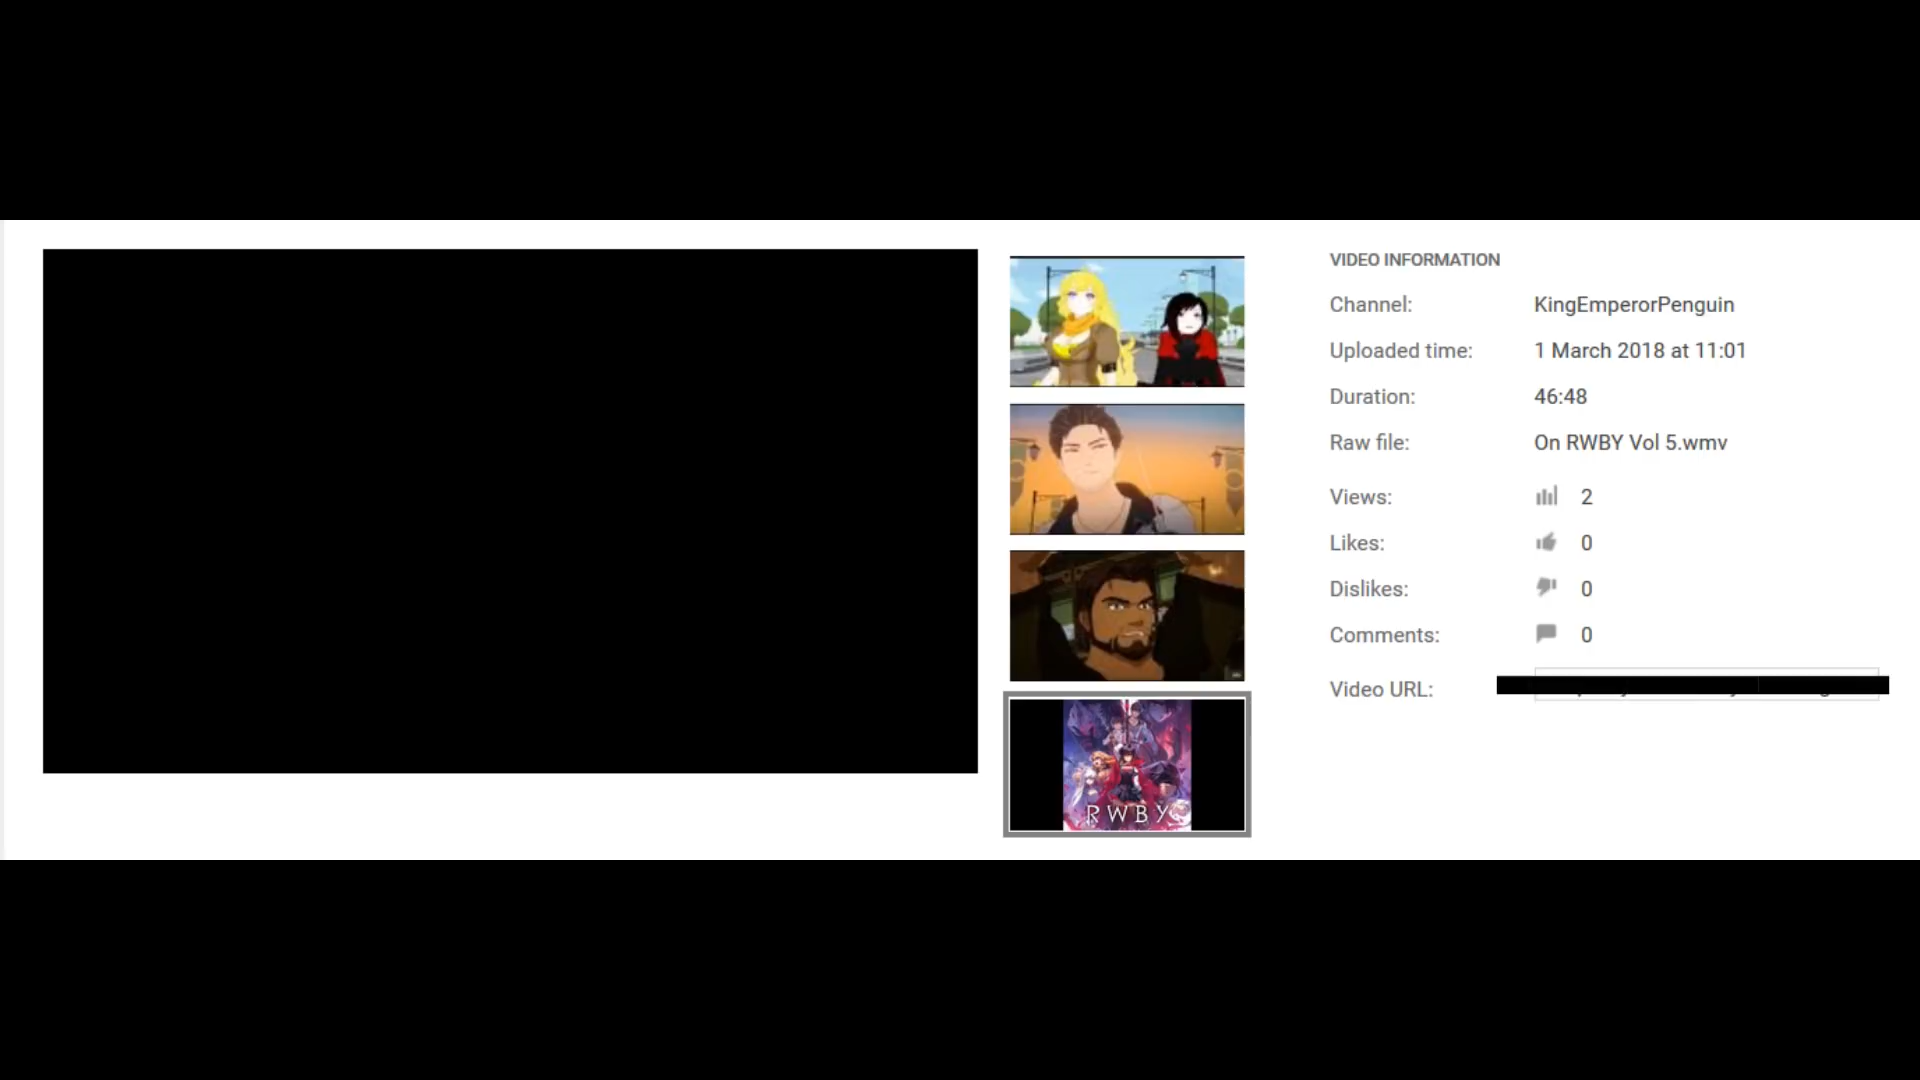 VIDEO INFORMATION
Channel: KingEmperorPenguin
Uploaded time: 1 March 2018 at 11:01
Duration: 46:48
Raw file: On RWBY Vol 5.wmv
Views: 2
Likes: 0
Dislikes: 0
Comments: 0
Video URL:
RWBY